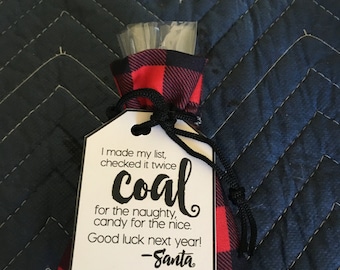 I made my list,
checked it twice
coal
for the naughty,
candy for the nice.
Good luck next year!
-Santa